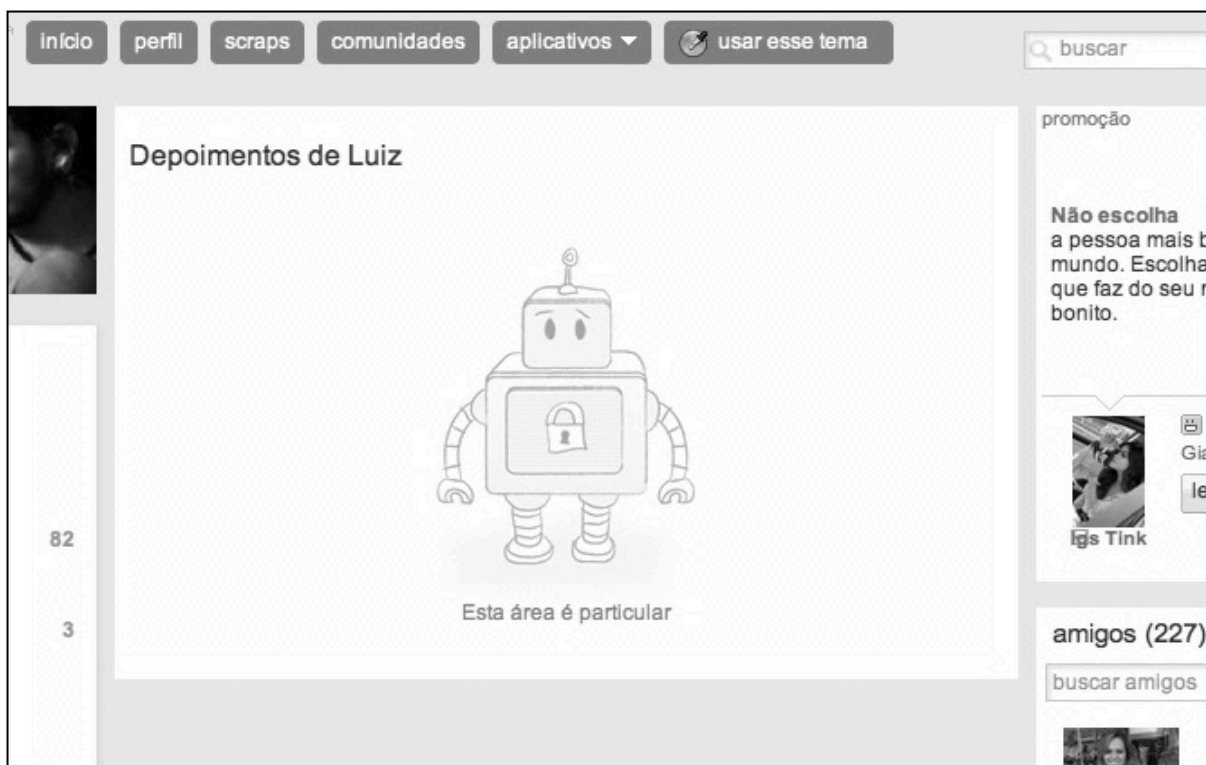 início perfil scraps comunidades aplicativos usar esse tema
buscar
Depoimentos de Luiz
Esta área é particular
82
3
promoção
Não escolha
a pessoa mais
mundo. Escolha
que faz do seu
bonito.
Tink
amigos (227)
buscar amigos